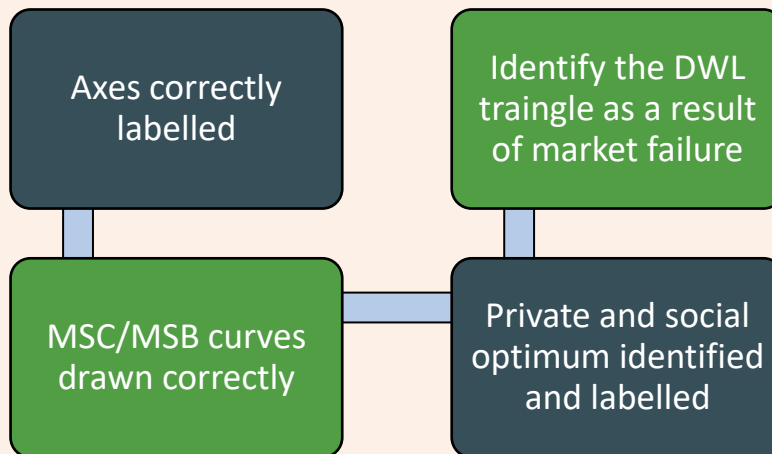 Axes correctly
labelled
MSC/MSB curves
drawn correctly
Private and social
optimum identified
and labelled
Identify the DWL
traingle as a result
of market failure